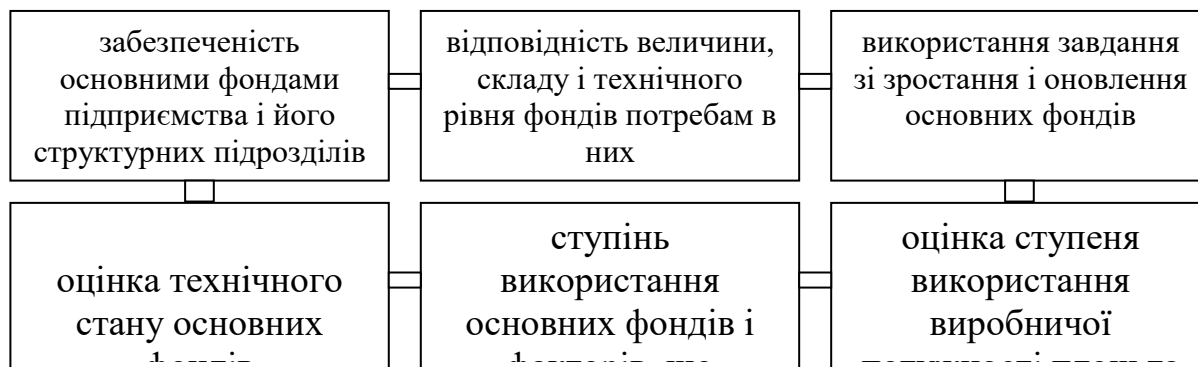 забезпеченість
основними фондами
підприємства і його
структурних підрозділів
відповідність величини,
складу і технічного
рівня фондів потребам в
них
використання завдання
зі зростання і оновлення
основних фондів
оцінка технічного
стану основних
ступінь
використання
основних фондів і
оцінка ступеня
використання
виробничої